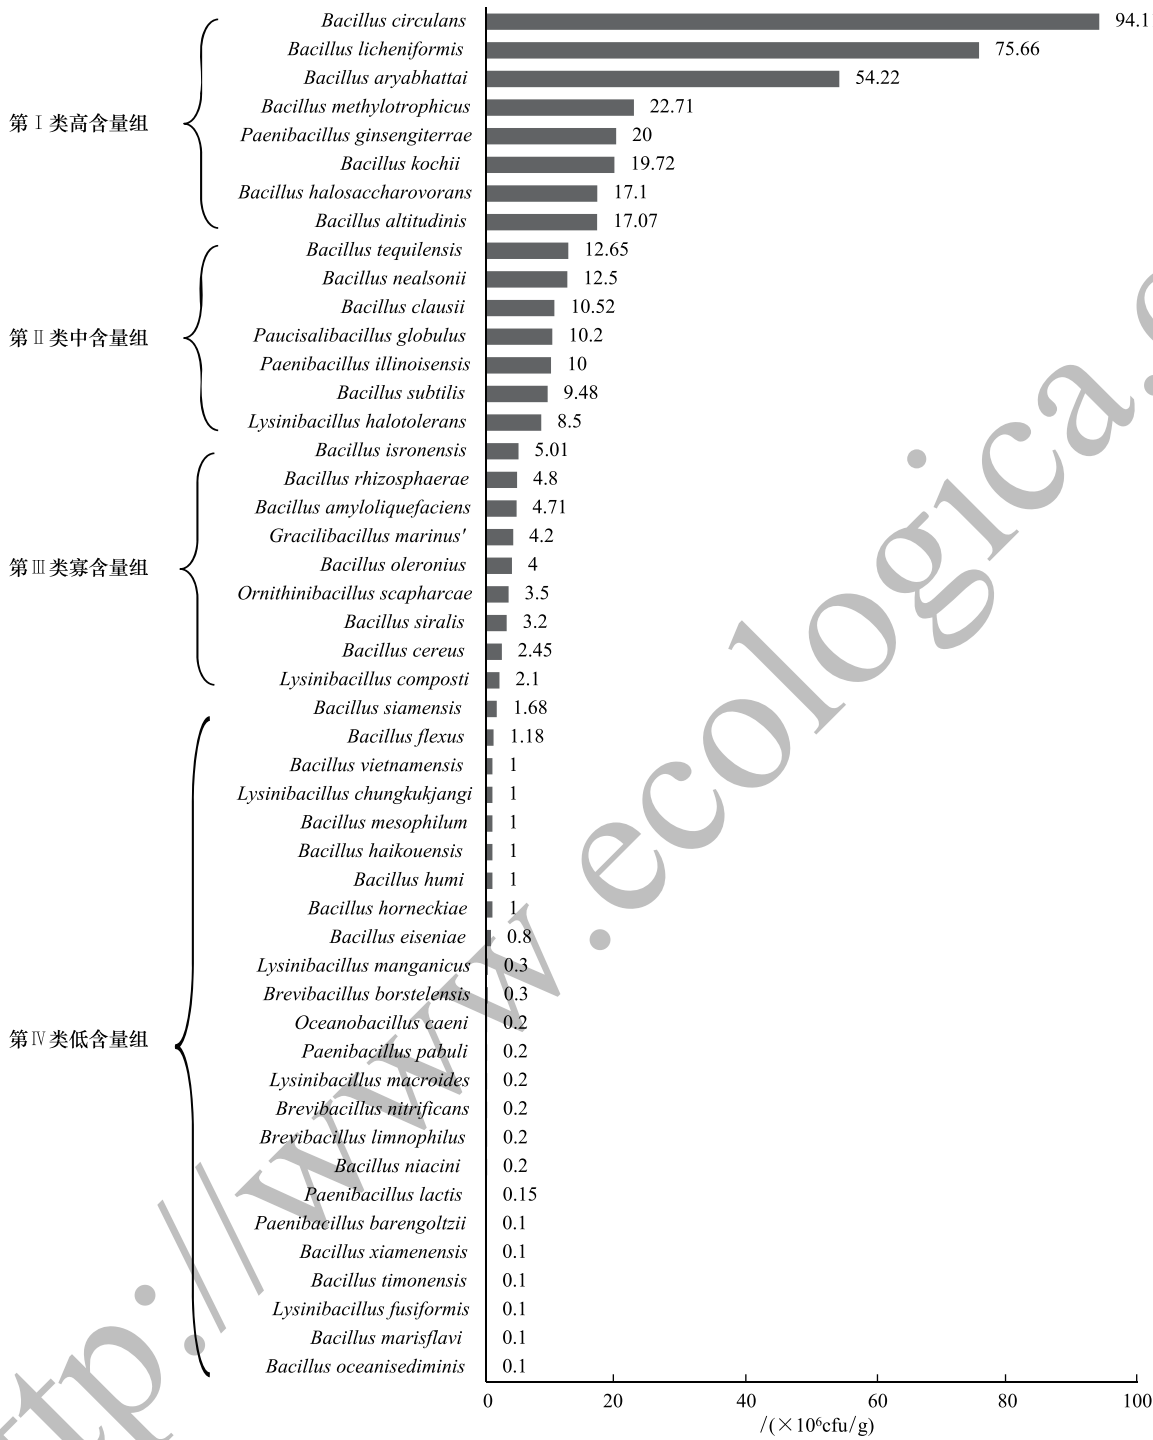 Bacillus circulans 94.1
Bacillus licheniformis 75.66
Bacillus aryabhattai 54.22
Bacillus methylotrophicus 22.71
第Ⅰ类高含量组
Paenibacillus ginsengiterrae 20
Bacillus kochii 19.72
Bacillus halosaccharovorans 17.1
Bacillus altitudinis 17.07
Bacillus tequilensis 12.65
Bacillus nealsonii 12.5
Bacillus clausii 10.52
第Ⅱ类中含量组
Paucisalibacillus globulus 10.2
Paenibacillus illinoisensis 10
Bacillus subtilis 9.48
Lysinibacillus halotolerans 8.5
Bacillus isronensis 5.01
Bacillus rhizosphaerae 4.8
Bacillus amyloliquefaciens 4.71
Gracilibacillus marinus' 4.2
第Ⅲ类寡含量组
Bacillus oleronius 4
Ornithinibacillus scapharcae 3.5
Bacillus siralis 3.2
Bacillus cereus 2.45
Lysinibacillus composti 2.1
Bacillus siamensis 1.68
Bacillus flexus 1.18
Bacillus vietnamensis 1
Lysinibacillus chungkukjangi 1
Bacillus mesophilum 1
Bacillus haikouensis 1
Bacillus humi 1
Bacillus horneckiae 1
Bacillus eiseniae 0.8
Lysinibacillus manganicus 0.3
Brevibacillus borstelensis 0.3
Oceanobacillus caeni 0.2
第Ⅳ类低含量组
Paenibacillus pabuli 0.2
Lysinibacillus macroides 0.2
Brevibacillus nitrificans 0.2
Brevibacillus limnophilus 0.2
Bacillus niacini 0.2
Paenibacillus lactis 0.15
Paenibacillus barengoltzii 0.1
Bacillus xiamenensis 0.1
Bacillus timonensis 0.1
Lysinibacillus fusiformis 0.1
Bacillus marisflavi 0.1
Bacillus oceanisediminis 0.1
0 20 40 60 80 100
/(×10⁶cfu/g)
ttp://www.ecologica.